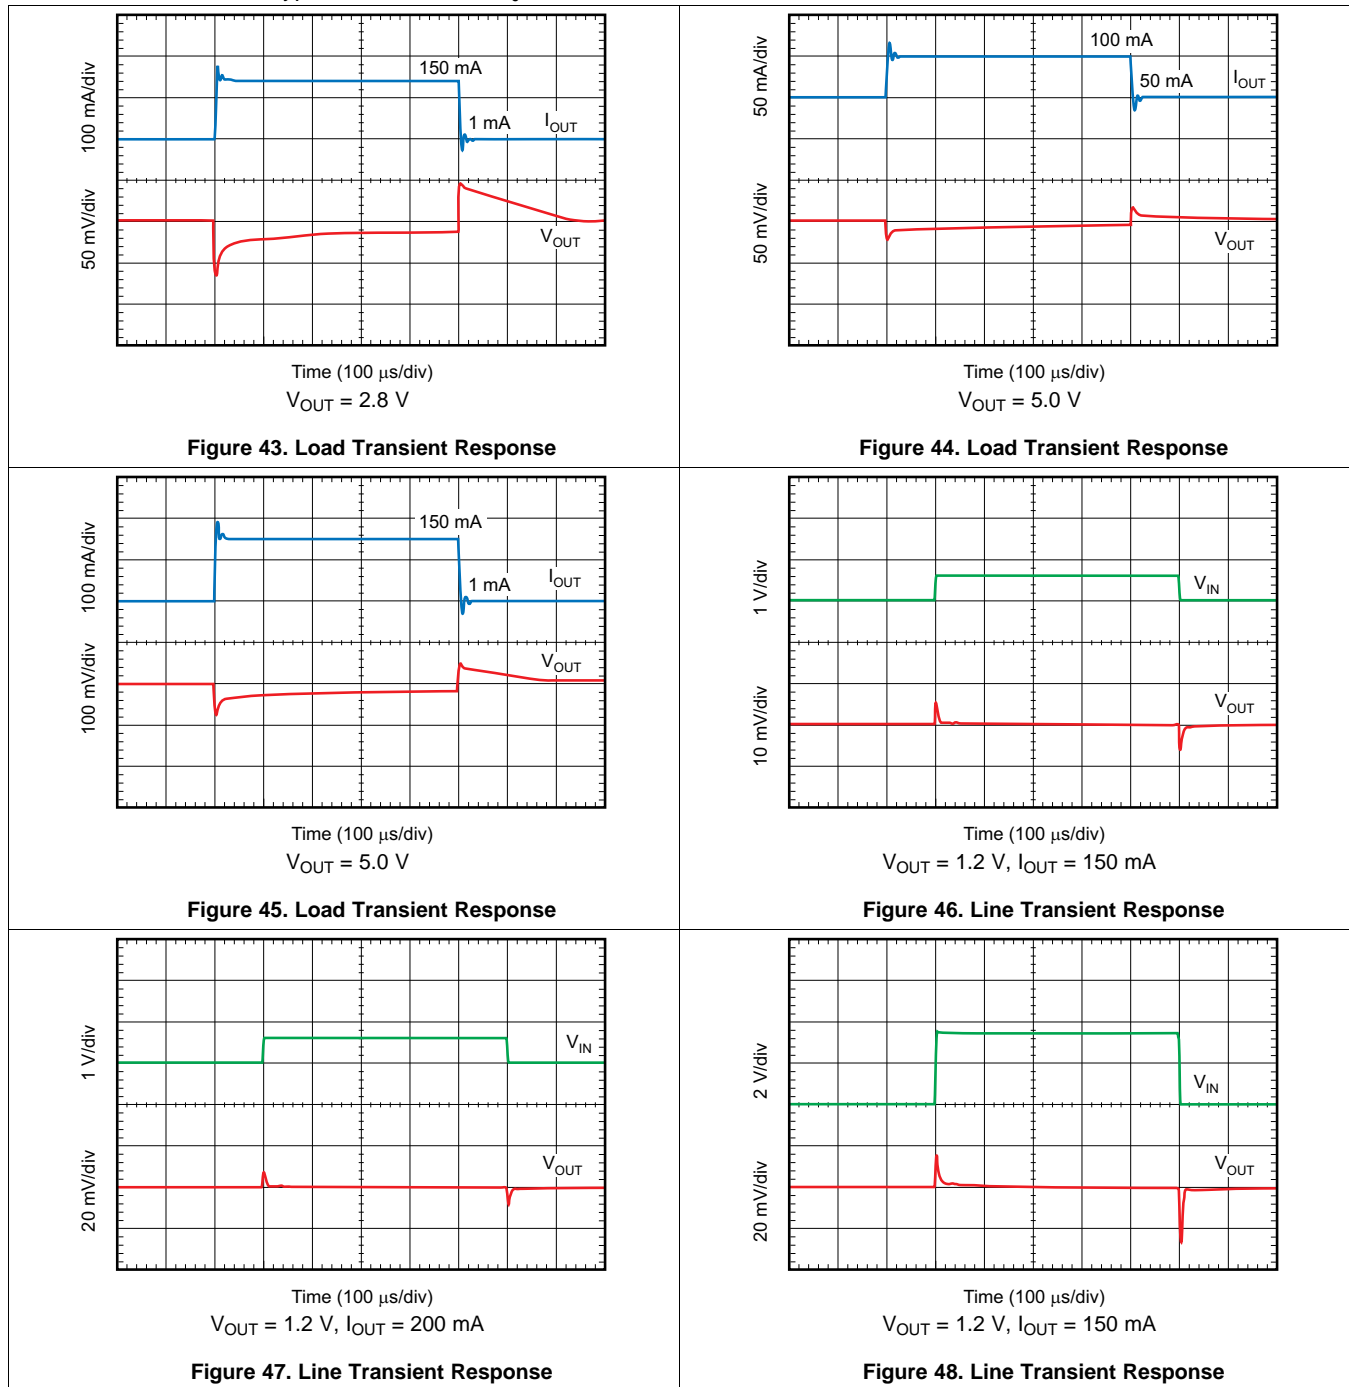 100 mA/div
50 mV/div
150 mA
1 mA
IOUT
VOUT
Time (100 μs/div)
VOUT = 2.8 V
Figure 43. Load Transient Response
50 mA/div
50 mV/div
100 mA
50 mA
IOUT
VOUT
Time (100 μs/div)
VOUT = 5.0 V
Figure 44. Load Transient Response
100 mA/div
100 mV/div
150 mA
1 mA
IOUT
VOUT
Time (100 μs/div)
VOUT = 5.0 V
Figure 45. Load Transient Response
1 V/div
10 mV/div
VIN
VOUT
Time (100 μs/div)
VOUT = 1.2 V, IOUT = 150 mA
Figure 46. Line Transient Response
1 V/div
20 mV/div
VIN
VOUT
Time (100 μs/div)
VOUT = 1.2 V, IOUT = 200 mA
Figure 47. Line Transient Response
2 V/div
20 mV/div
VIN
VOUT
Time (100 μs/div)
VOUT = 1.2 V, IOUT = 150 mA
Figure 48. Line Transient Response